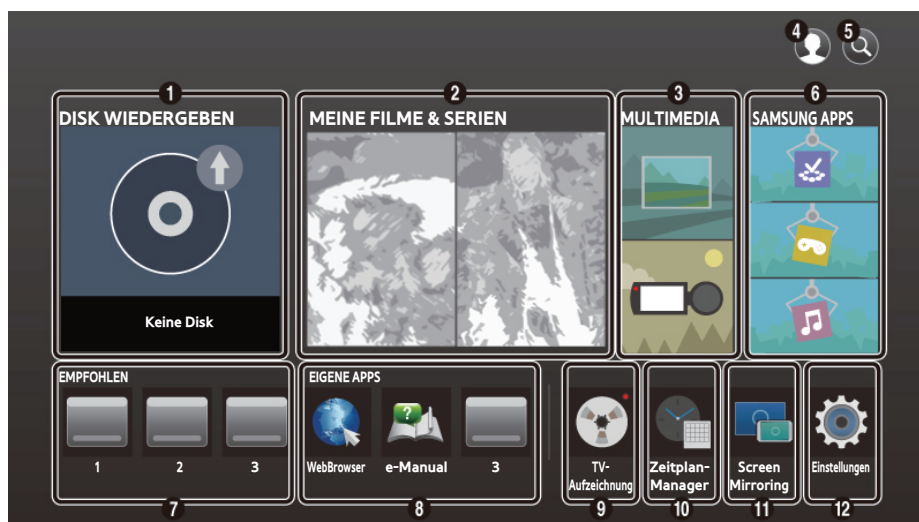 4 5
1 2 3 6
DISK WIEDERGEBEN MEINE FILME & SERIEN MULTIMEDIA SAMSUNG APPS
Keine Disk
EMPFOHLEN EIGENE APPS
1 2 3 WebBrowser e-Manual 3 TV- Zeitplan- Screen Einstellungen
Aufzeichnung Manager Mirroring
7 8 9 10 11 12